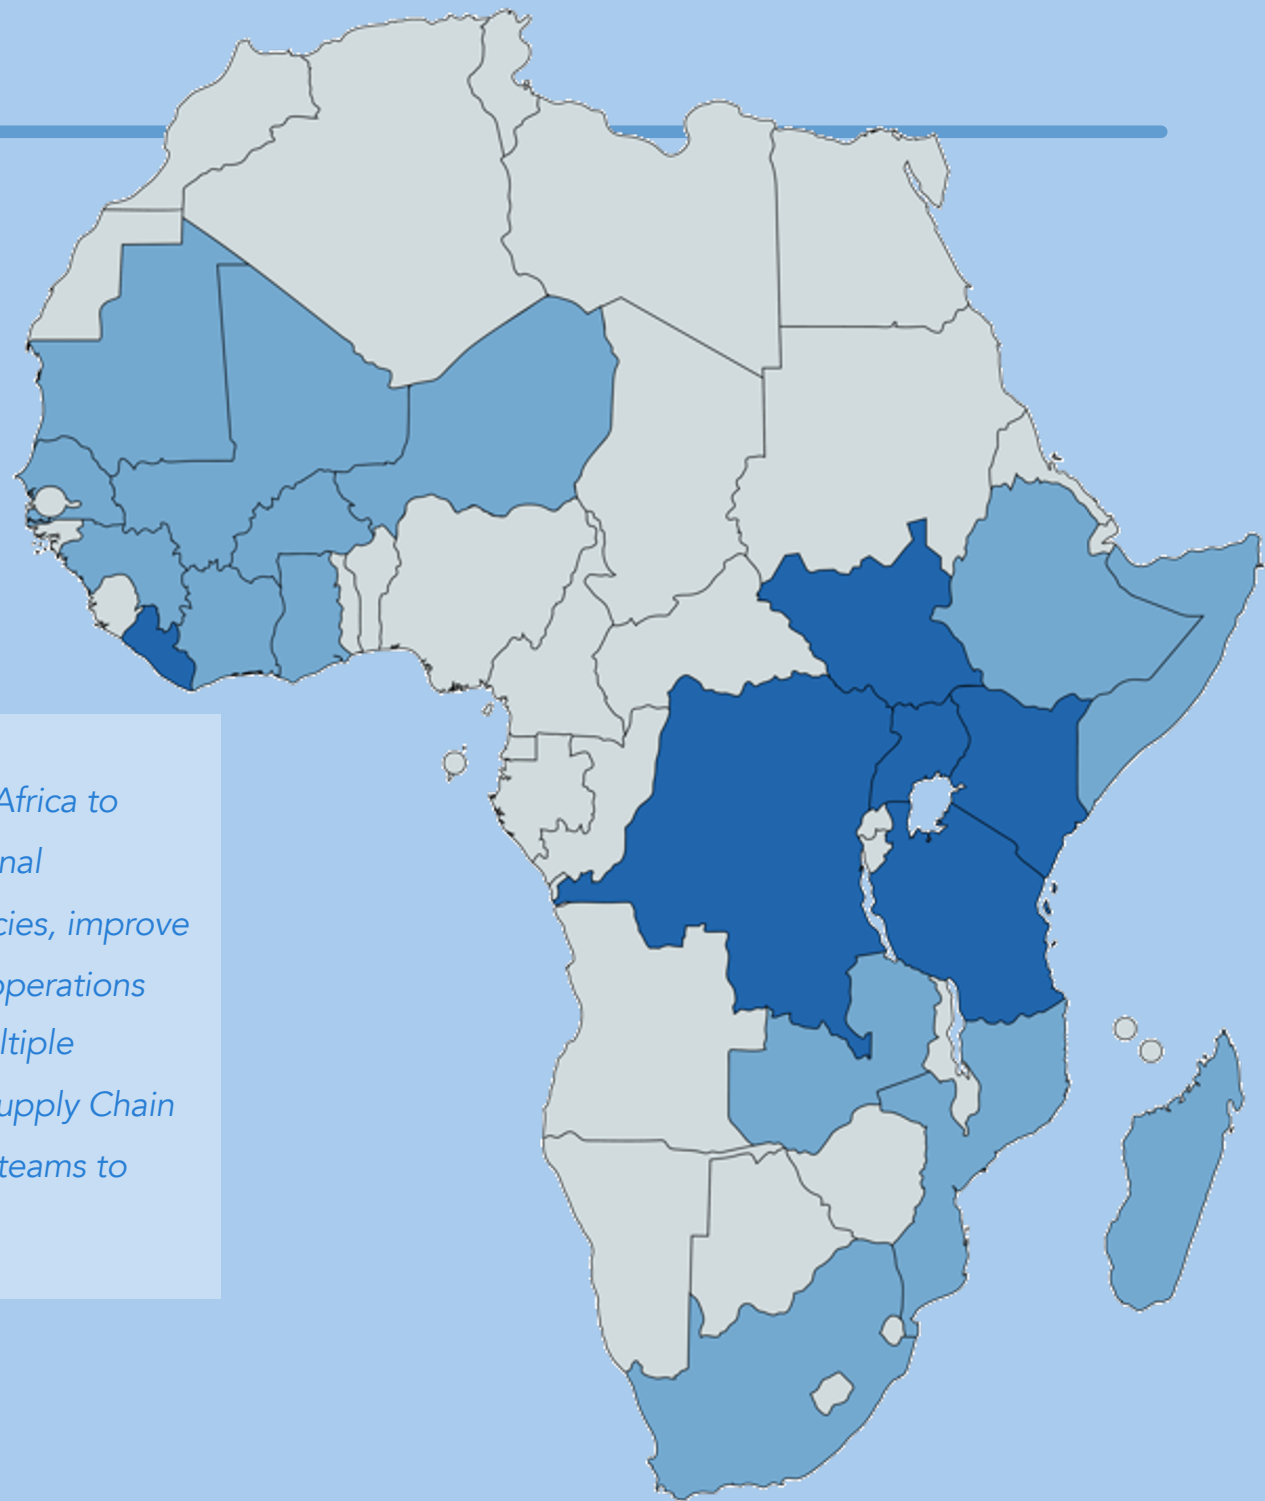 Africa to
nal
cies, improve
operations
ltiple
upply Chain
teams to